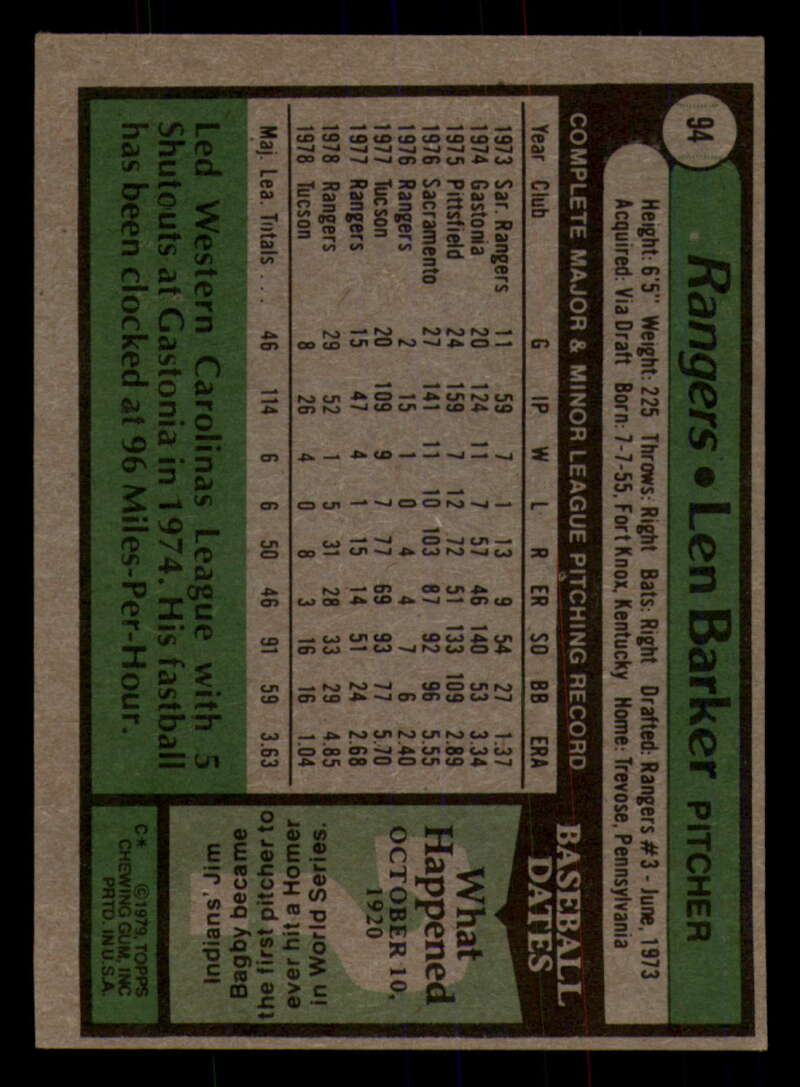 94
Rangers • Len Barker PITCHER
Height: 6'5" Weight: 225 Throws: Right Bats: Right Drafted: Rangers #3 - June, 1973
Acquired: Via Draft Born: 7-7-55, Fort Knox, Kentucky Home: Trevose, Pennsylvania
COMPLETE MAJOR & MINOR LEAGUE PITCHING RECORD
Year Club G IP W L R ER SO BB ERA
1973 Sar. Rangers 11 59 7 1 13 9 54 27 1.37
1974 Gastonia 20 124 11 7 57 46 140 53 3.34
1975 Pittsfield 24 159 7 12 72 51 133 109 2.89
1976 Sacramento 27 141 11 10 103 87 92 96 5.55
1976 Rangers 2 15 1 0 4 4 7 6 2.40
1977 Tucson 20 109 9 7 77 69 93 77 5.70
1977 Rangers 15 47 4 1 15 14 51 24 2.68
1978 Rangers 29 52 1 5 31 28 33 29 4.85
1978 Tucson 8 26 4 0 8 3 16 16 1.04
Maj. Lea. Totals . . . 46 114 6 6 50 46 91 59 3.63
Led Western Carolinas League with 5
Shutouts at Gastonia in 1974. His fastball
has been clocked at 96 Miles-Per-Hour.
BASEBALL
DATES
What
Happened
OCTOBER 10,
1920
Indians' Jim
Bagby became
the first pitcher to
ever hit a Homer
in World Series.
C* ©1979, TOPPS
CHEWING GUM, INC
PRTD. IN U.S.A.